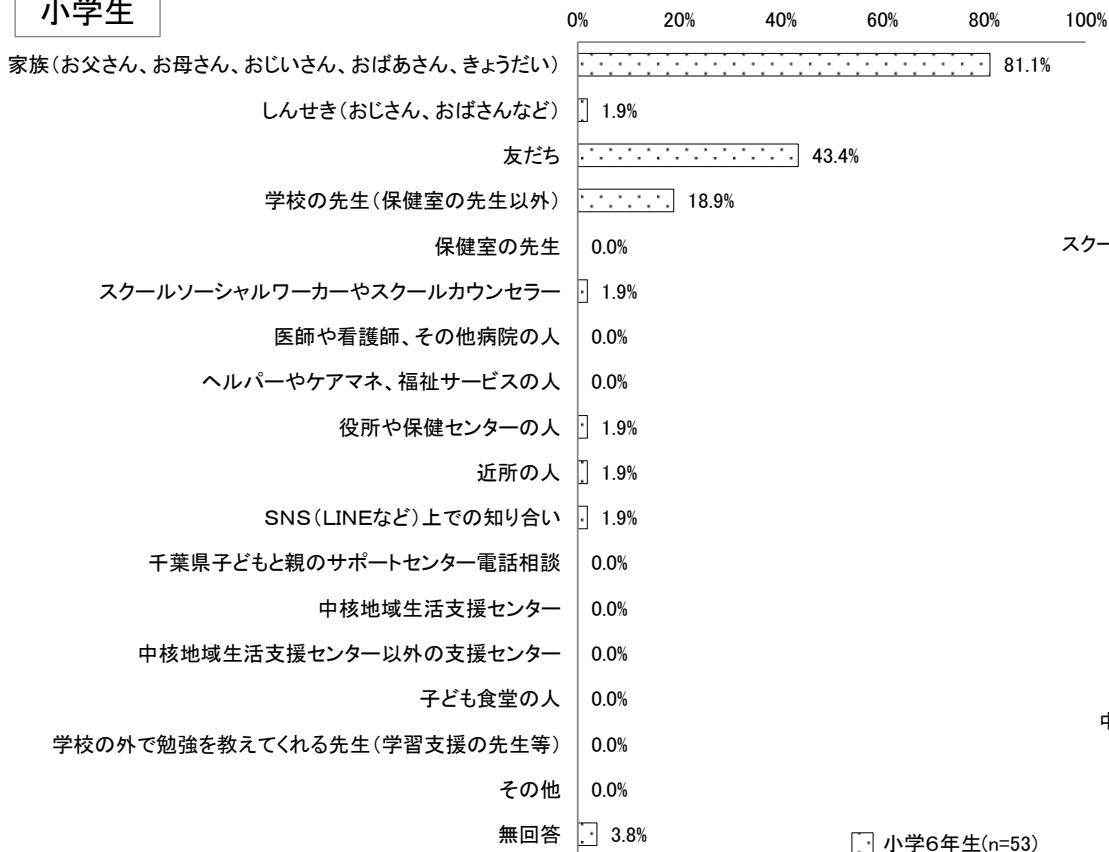 小学生
0% 20% 40% 60% 80% 100%
家族(お父さん、お母さん、おじいさん、おばあさん、きょうだい) 81.1%
しんせき(おじさん、おばさんなど) 1.9%
友だち 43.4%
学校の先生(保健室の先生以外) 18.9%
保健室の先生 0.0%
スクー
スクールソーシャルワーカーやスクールカウンセラー 1.9%
医師や看護師、その他病院の人 0.0%
ヘルパーやケアマネ、福祉サービスの人 0.0%
役所や保健センターの人 1.9%
近所の人 1.9%
SNS(LINEなど)上での知り合い 1.9%
千葉県子どもと親のサポートセンター電話相談 0.0%
中核地域生活支援センター 0.0%
中核地域生活支援センター以外の支援センター 0.0%
子ども食堂の人 0.0%
学校の外で勉強を教えてくれる先生(学習支援の先生等) 0.0%
その他 0.0%
無回答 3.8%
小学6年生(n=53)